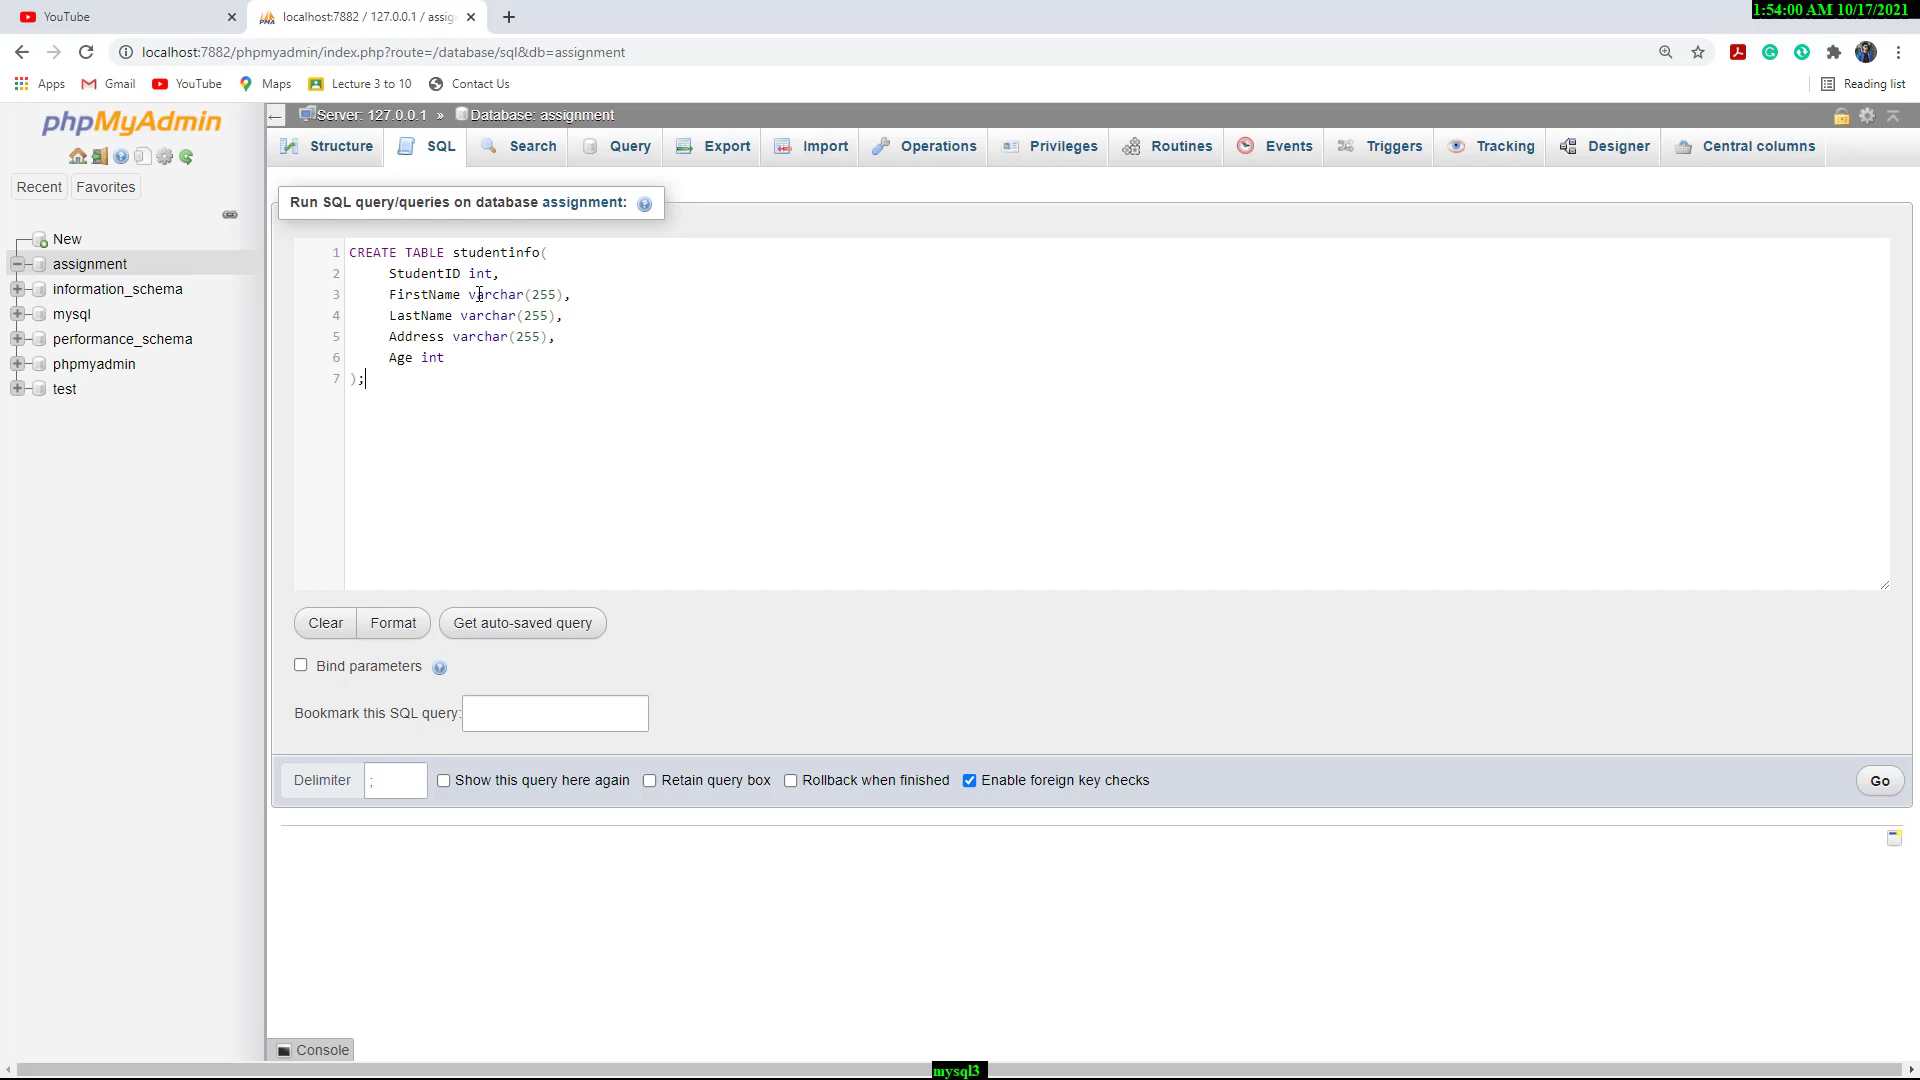 1:54:00 AM 10/17/2021
YouTube
localhost:7882 / 127.0.0.1 / assig
localhost:7882/phpmyadmin/index.php?route=/database/sql&db=assignment
Apps Gmail YouTube Maps Lecture 3 to 10 Contact Us Reading list
phpMyAdmin
Recent Favorites
New
assignment
information_schema
mysql
performance_schema
phpmyadmin
test
Server: 127.0.0.1 » Database: assignment
Structure SQL Search Query Export Import Operations Privileges Routines Events Triggers Tracking Designer Central columns
Run SQL query/queries on database assignment:
1 CREATE TABLE studentinfo(
2 StudentID int,
3 FirstName varchar(255),
4 LastName varchar(255),
5 Address varchar(255),
6 Age int
7 );
Clear Format Get auto-saved query
Bind parameters
Bookmark this SQL query:
Delimiter ; Show this query here again Retain query box Rollback when finished Enable foreign key checks Go
Console
mysql3